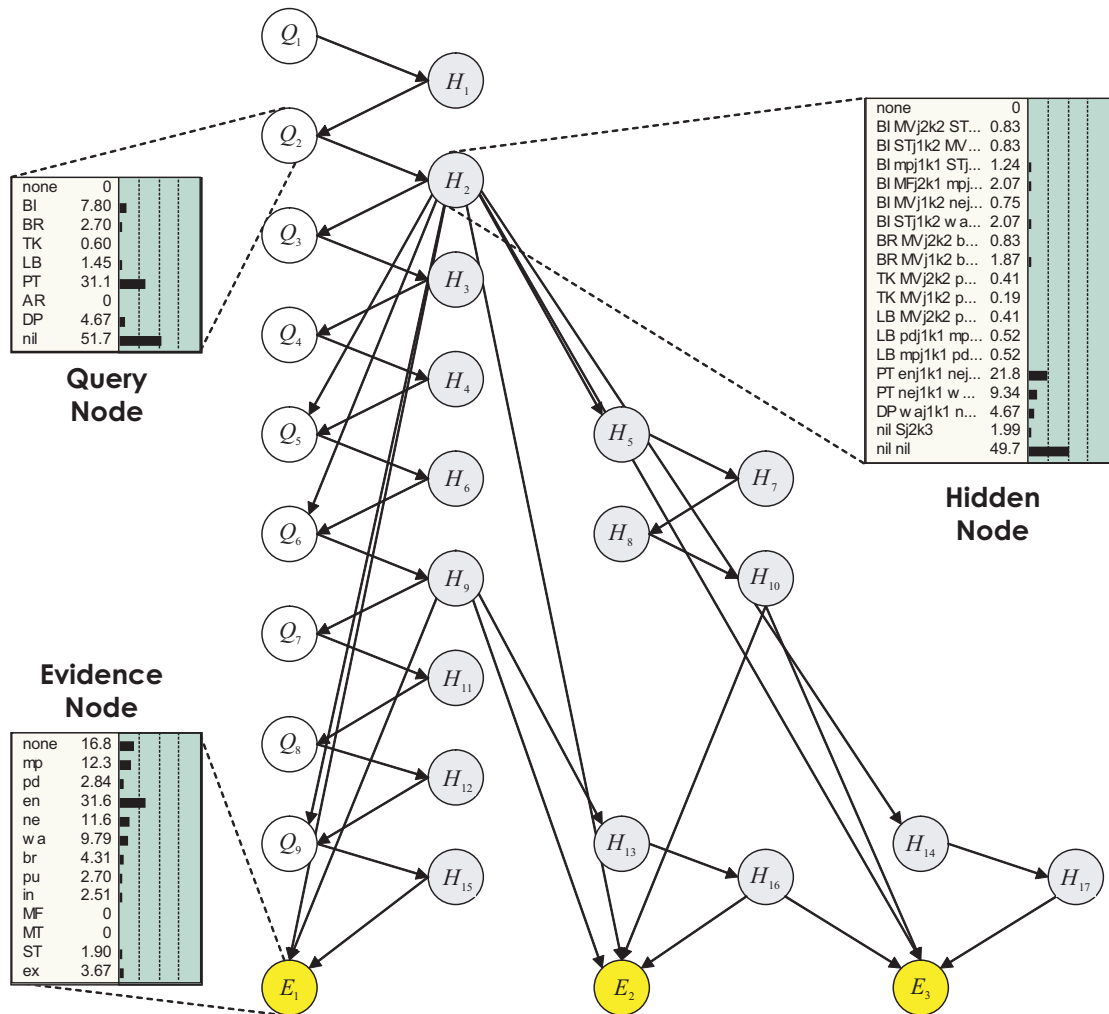 Q1
H1
Q2
none 0
BI 7.80
BR 2.70
TK 0.60
LB 1.45
PT 31.1
AR 0
DP 4.67
nil 51.7
Query
Node
H2
none 0
BI MVj2k2 ST... 0.83
BI STj1k2 MV... 0.83
BI mpj1k1 STj... 1.24
BI MFj2k1 mpj... 2.07
BI MVj1k2 nej... 0.75
BI STj1k2 wa... 2.07
BR MVj2k2 b... 0.83
BR MVj1k2 b... 1.87
TK MVj2k2 p... 0.41
TK MVj1k2 p... 0.19
LB MVj2k2 p... 0.41
LB pdj1k1 mp... 0.52
LB mpj1k1 pd... 0.52
PT enj1k1 nej... 21.8
PT nej1k1 w ... 9.34
DP waj1k1 n... 4.67
nil Sj2k3 1.99
nil nil 49.7
Hidden
Node
Q3
H3
Q4
H4
Q5
H5
H6
H7
Q6
H8
H9
H10
Q7
H11
Q8
H12
Q9
H13
H14
H15
H16
H17
Evidence
Node
none 16.8
mp 12.3
pd 2.84
en 31.6
ne 11.6
wa 9.79
br 4.31
pu 2.70
in 2.51
MF 0
MT 0
ST 1.90
ex 3.67
E1
E2
E3